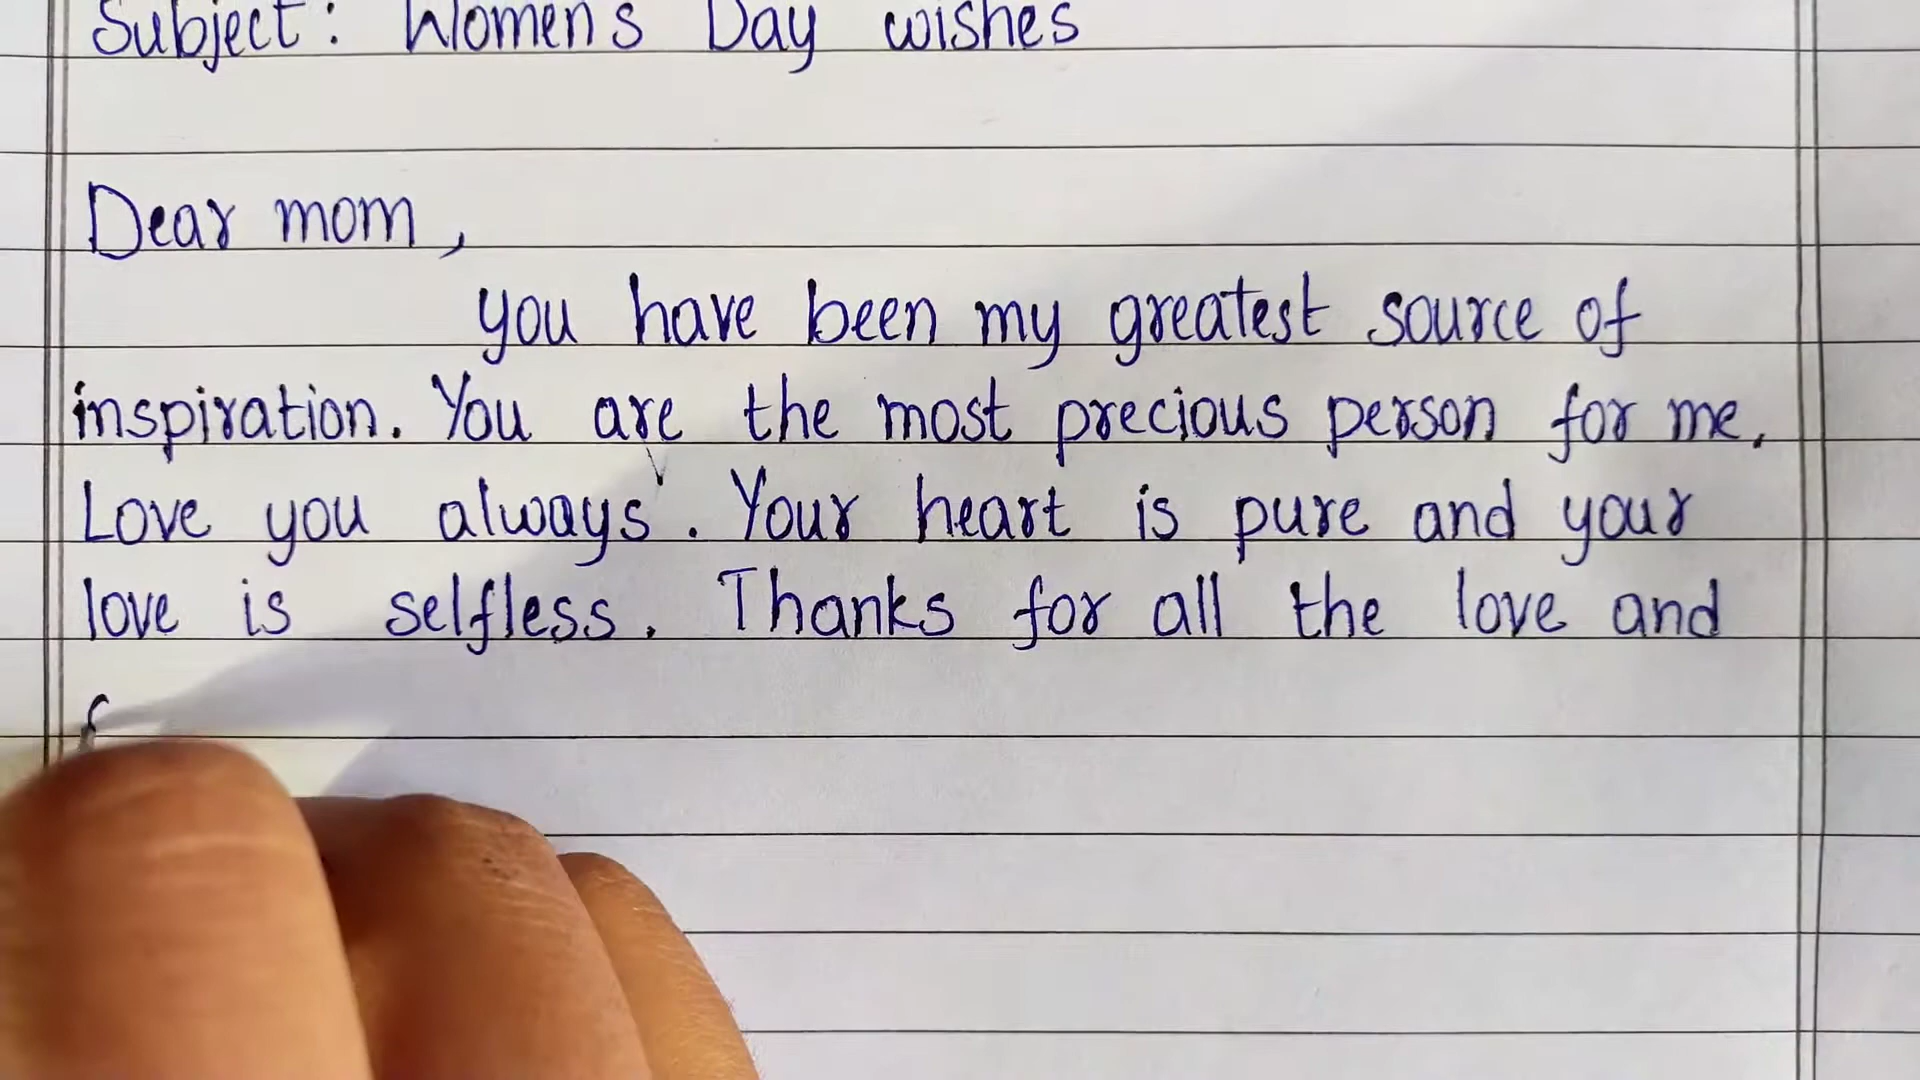 Subject: Womens Day wishes
Dear mom,
you have been my greatest source of
inspiration. You are the most precious person for me.
Love you always. Your heart is pure and your
love is selfless. Thanks for all the love and